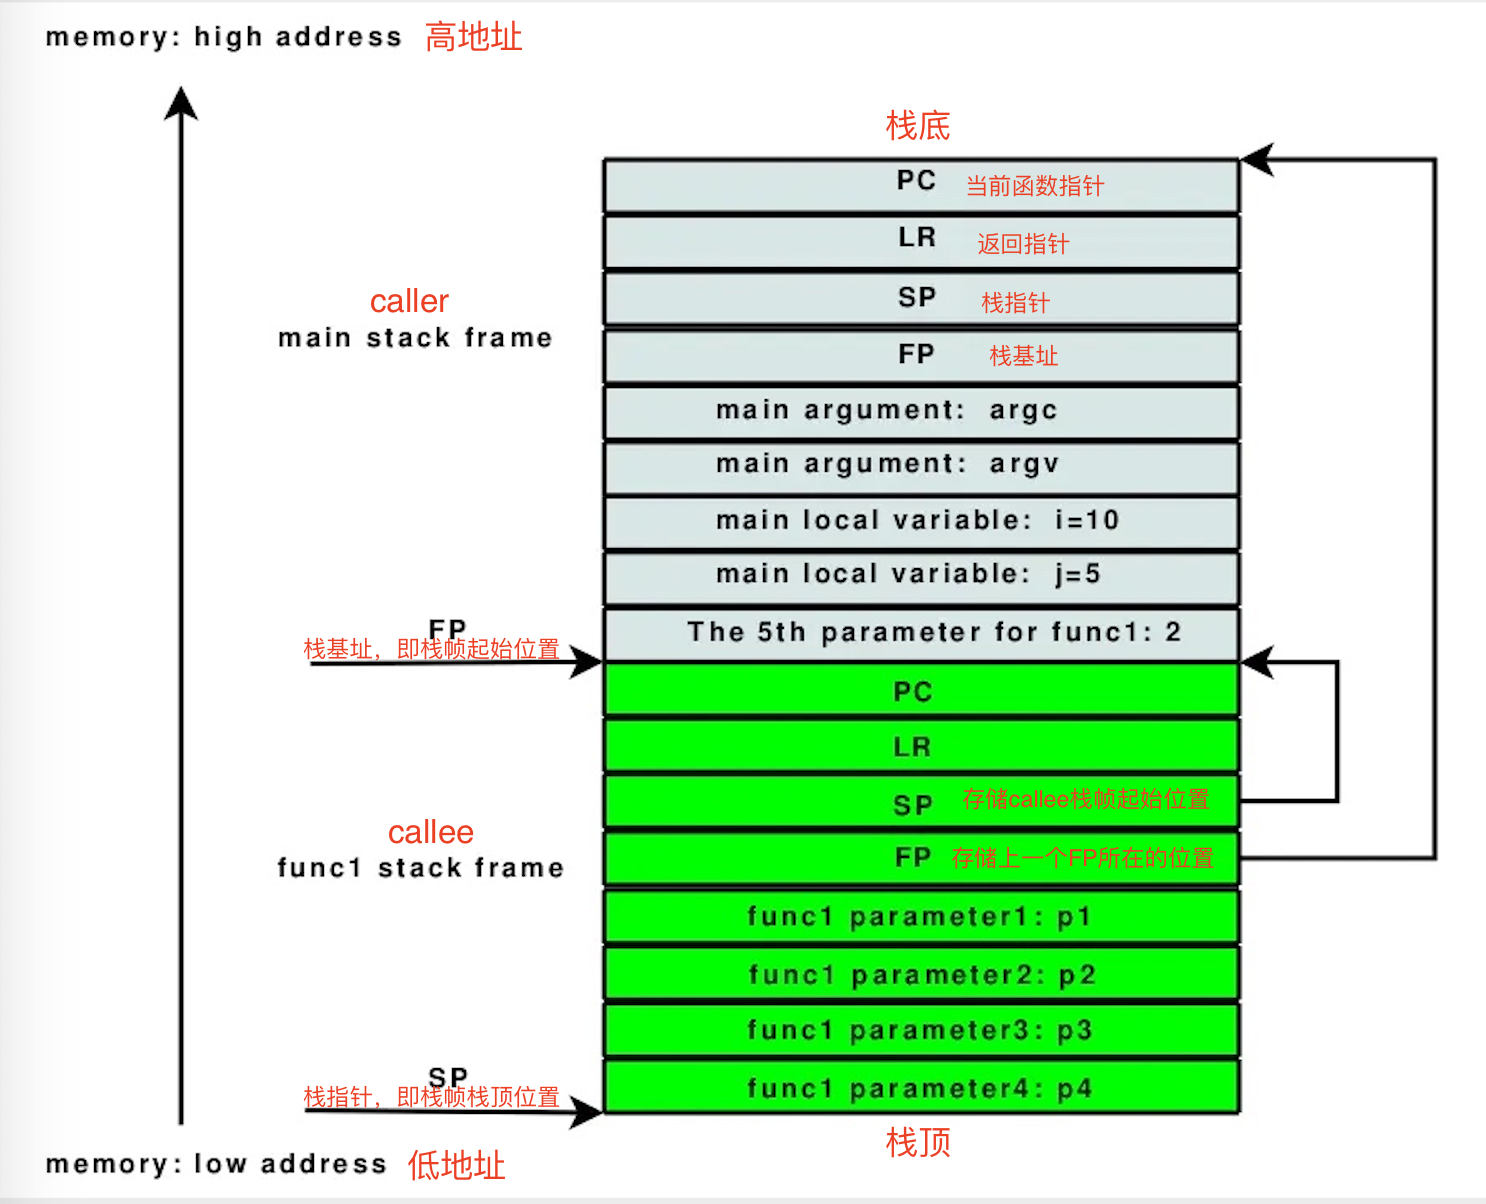 memory: high address 高地址
栈底
PC 当前函数指针
LR 返回指针
SP 栈指针
caller
main stack frame
FP 栈基址
main argument: argc
main argument: argv
main local variable: i=10
main local variable: j=5
The 5th parameter for func1: 2
FP
栈基址，即栈帧起始位置
PC
LR
SP 存储callee栈帧起始位置
callee
func1 stack frame
FP 存储上一个FP所在的位置
func1 parameter1: p1
func1 parameter2: p2
func1 parameter3: p3
func1 parameter4: p4
SP
栈指针，即栈帧栈顶位置
栈顶
memory: low address 低地址